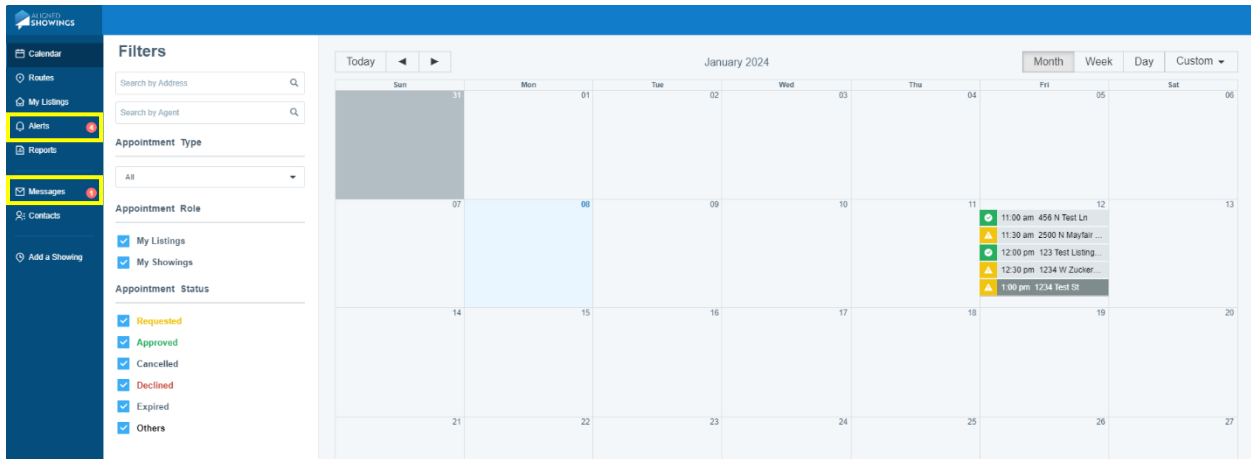 ALIGNED
SHOWINGS
Calendar
Routes
My Listings
Alerts 4
Reports
Messages 1
Contacts
Add a Showing
Filters
Search by Address
Search by Agent
Appointment Type
All
Appointment Role
My Listings
My Showings
Appointment Status
Requested
Approved
Cancelled
Declined
Expired
Others
Today
January 2024
Month Week Day Custom
Sun Mon Tue Wed Thu Fri Sat
31 01 02 03 04 05 06
07 08 09 10 11 12 13
11:00 am 456 N Test Ln
11:30 am 2500 N Mayfair ...
12:00 pm 123 Test Listing...
12:30 pm 1234 W Zucker...
1:00 pm 1234 Test St
14 15 16 17 18 19 20
21 22 23 24 25 26 27